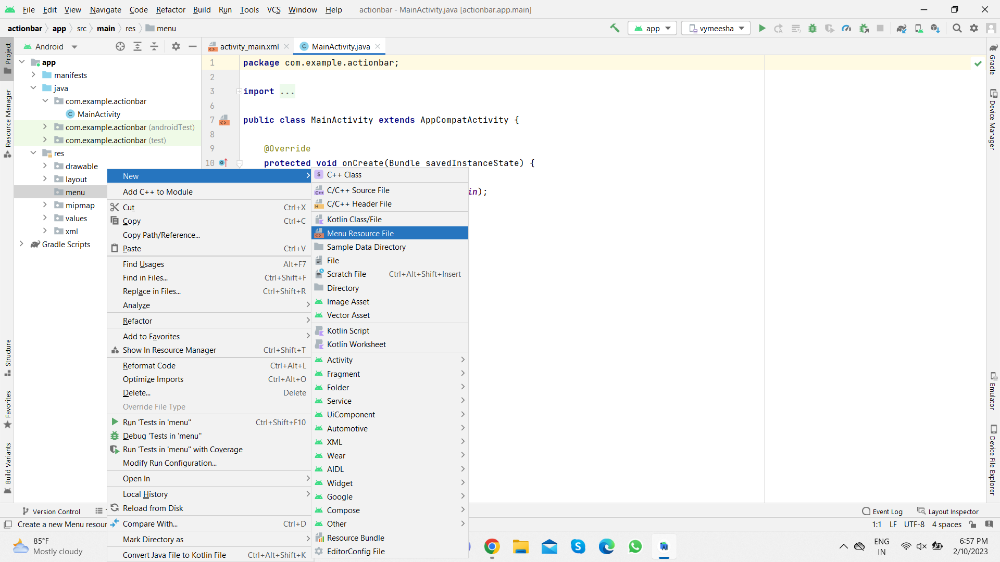 File Edit View Navigate Code Refactor Build Run Tools VCS Window Help actionbar - MainActivity.java [actionbar.app.main]
actionbar app src main res menu
app vymeesha
Project
Resource Manager
Structure
Favorites
Build Variants
Android
app
manifests
java
com.example.actionbar
MainActivity
com.example.actionbar (androidTest)
com.example.actionbar (test)
res
drawable
layout
menu
mipmap
values
xml
Gradle Scripts
activity_main.xml MainActivity.java
1 package com.example.actionbar;
2
3 import ...
6
7 public class MainActivity extends AppCompatActivity {
8
9 @Override
10 protected void onCreate(Bundle savedInstanceState) {
in);
New
Add C++ to Module
Cut Ctrl+X
Copy Ctrl+C
Copy Path/Reference...
Paste Ctrl+V
Find Usages Alt+F7
Find in Files... Ctrl+Shift+F
Replace in Files... Ctrl+Shift+R
Analyze
Refactor
Add to Favorites
Show In Resource Manager Ctrl+Shift+T
Reformat Code Ctrl+Alt+L
Optimize Imports Ctrl+Alt+O
Delete... Delete
Override File Type
Run 'Tests in 'menu'' Ctrl+Shift+F10
Debug 'Tests in 'menu''
Run 'Tests in 'menu'' with Coverage
Modify Run Configuration...
Open In
Local History
Reload from Disk
Compare With... Ctrl+D
Mark Directory as
Convert Java File to Kotlin File Ctrl+Alt+Shift+K
S C++ Class
C++ C/C++ Source File
H C/C++ Header File
Kotlin Class/File
Menu Resource File
Sample Data Directory
File
Scratch File Ctrl+Alt+Shift+Insert
Directory
Image Asset
Vector Asset
Kotlin Script
Kotlin Worksheet
Activity
Fragment
Folder
Service
UiComponent
Automotive
XML
Wear
AIDL
Widget
Google
Compose
Other
Resource Bundle
EditorConfig File
Gradle
Device Manager
Emulator
Device File Explorer
Version Control Event Log Layout Inspector
Create a new Menu resour 1:1 LF UTF-8 4 spaces
85°F
Mostly cloudy
ENG
IN
6:57 PM
2/10/2023